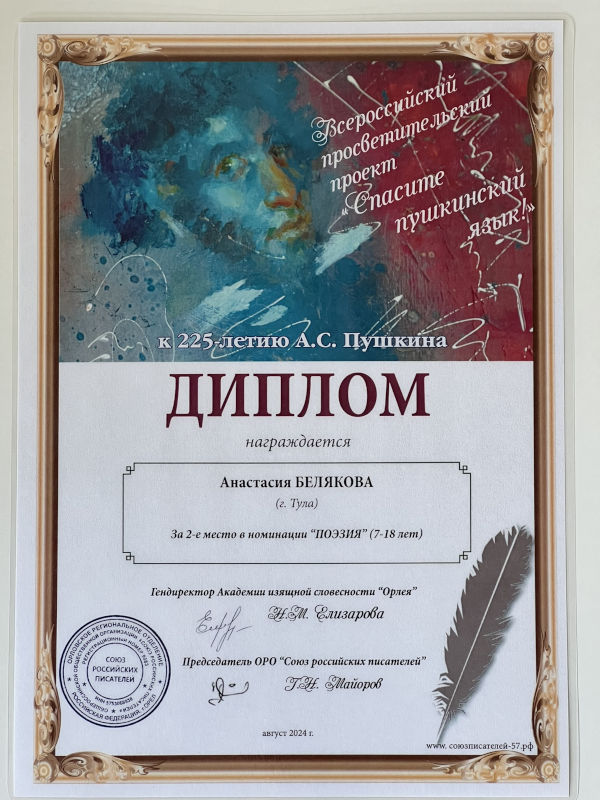 Всероссийский
просветительский
проект
“Спасите
пушкинский
язык!”
к 225-летию А.С. Пушкина
ДИПЛОМ
награждается
Анастасия БЕЛЯКОВА
(г. Тула)
За 2-е место в номинации “ПОЭЗИЯ” (7-18 лет)
Гендиректор Академии изящной словесности “Орлея”
Н.М. Елизарова
Председатель ОРО “Союз российских писателей”
Г.Н. Майоров
ОРЛОВСКОЕ РЕГИОНАЛЬНОЕ ОТДЕЛЕНИЕ
СОЮЗ
РОССИЙСКИХ
ПИСАТЕЛЕЙ
РОССИЙСКАЯ ФЕДЕРАЦИЯ, г.ОРЕЛ
август 2024 г.
www. союзписателей-57.рф